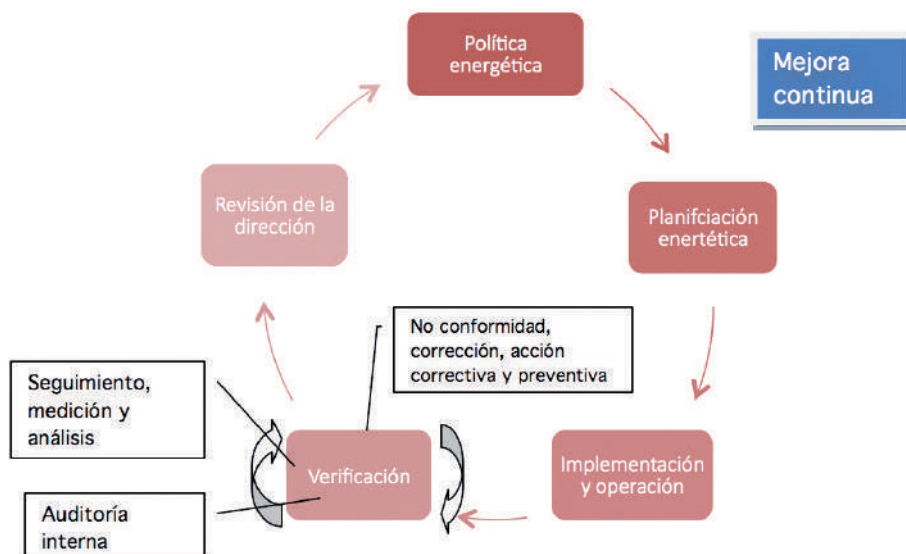 Política
energética
Mejora
continua
Revisión de la
dirección
Planifciación
enertética
No conformidad,
corrección, acción
correctiva y preventiva
Seguimiento,
medición y
análisis
Verificación
Implementación
y operación
Auditoría
interna